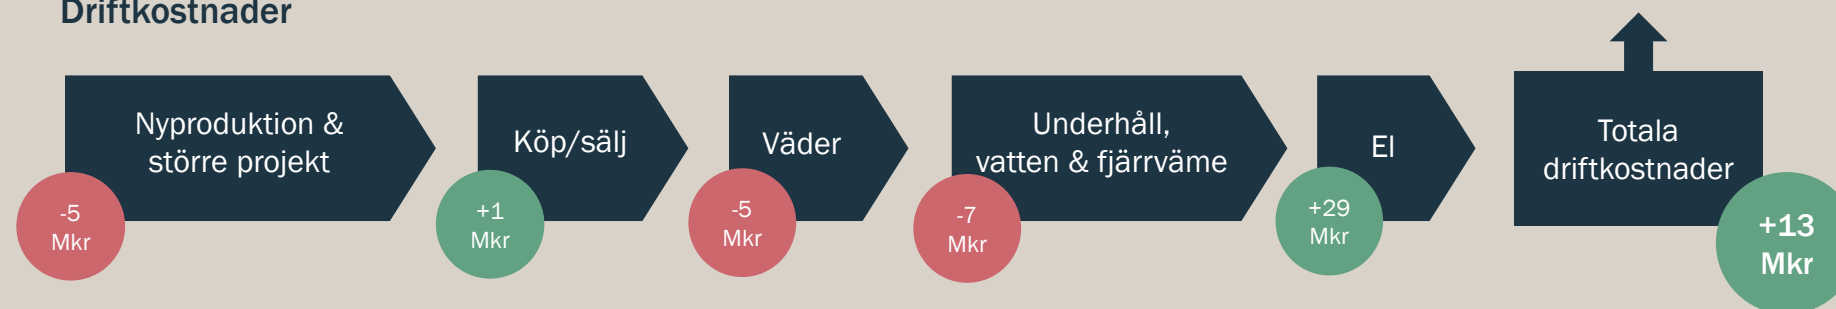 Driftkostnader
Nyproduktion &
större projekt
-5
Mkr
Köp/sälj
+1
Mkr
Väder
-5
Mkr
Underhåll,
vatten & fjärrväme
-7
Mkr
El
+29
Mkr
Totala
driftkostnader
+13
Mkr